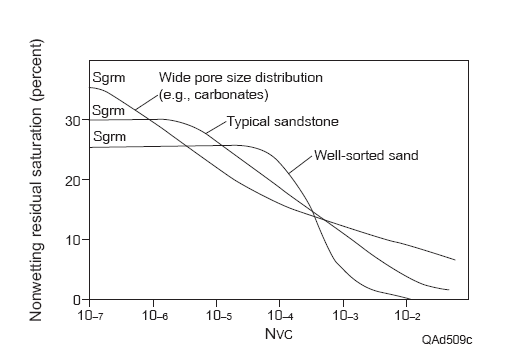 Nonwetting residual saturation (percent)
Sgrm
Wide pore size distribution
(e.g., carbonates)
Sgrm
Typical sandstone
Sgrm
Well-sorted sand
30
20
10
0
10–7 10–6 10–5 10–4 10–3 10–2
NVC
QAd509c